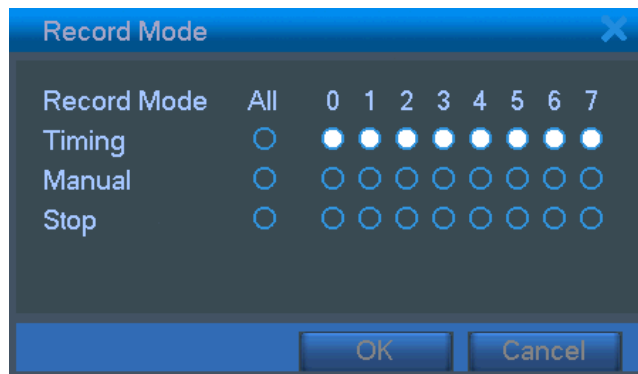 Record Mode
Record Mode All 0 1 2 3 4 5 6 7
Timing
Manual
Stop
OK Cancel